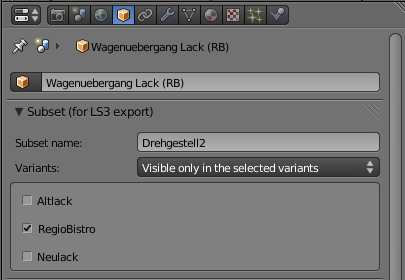 Wagenuebergang Lack (RB)
Wagenuebergang Lack (RB)
Subset (for LS3 export)
Subset name: Drehgestell2
Variants: Visible only in the selected variants
Altlack
RegioBistro
Neulack